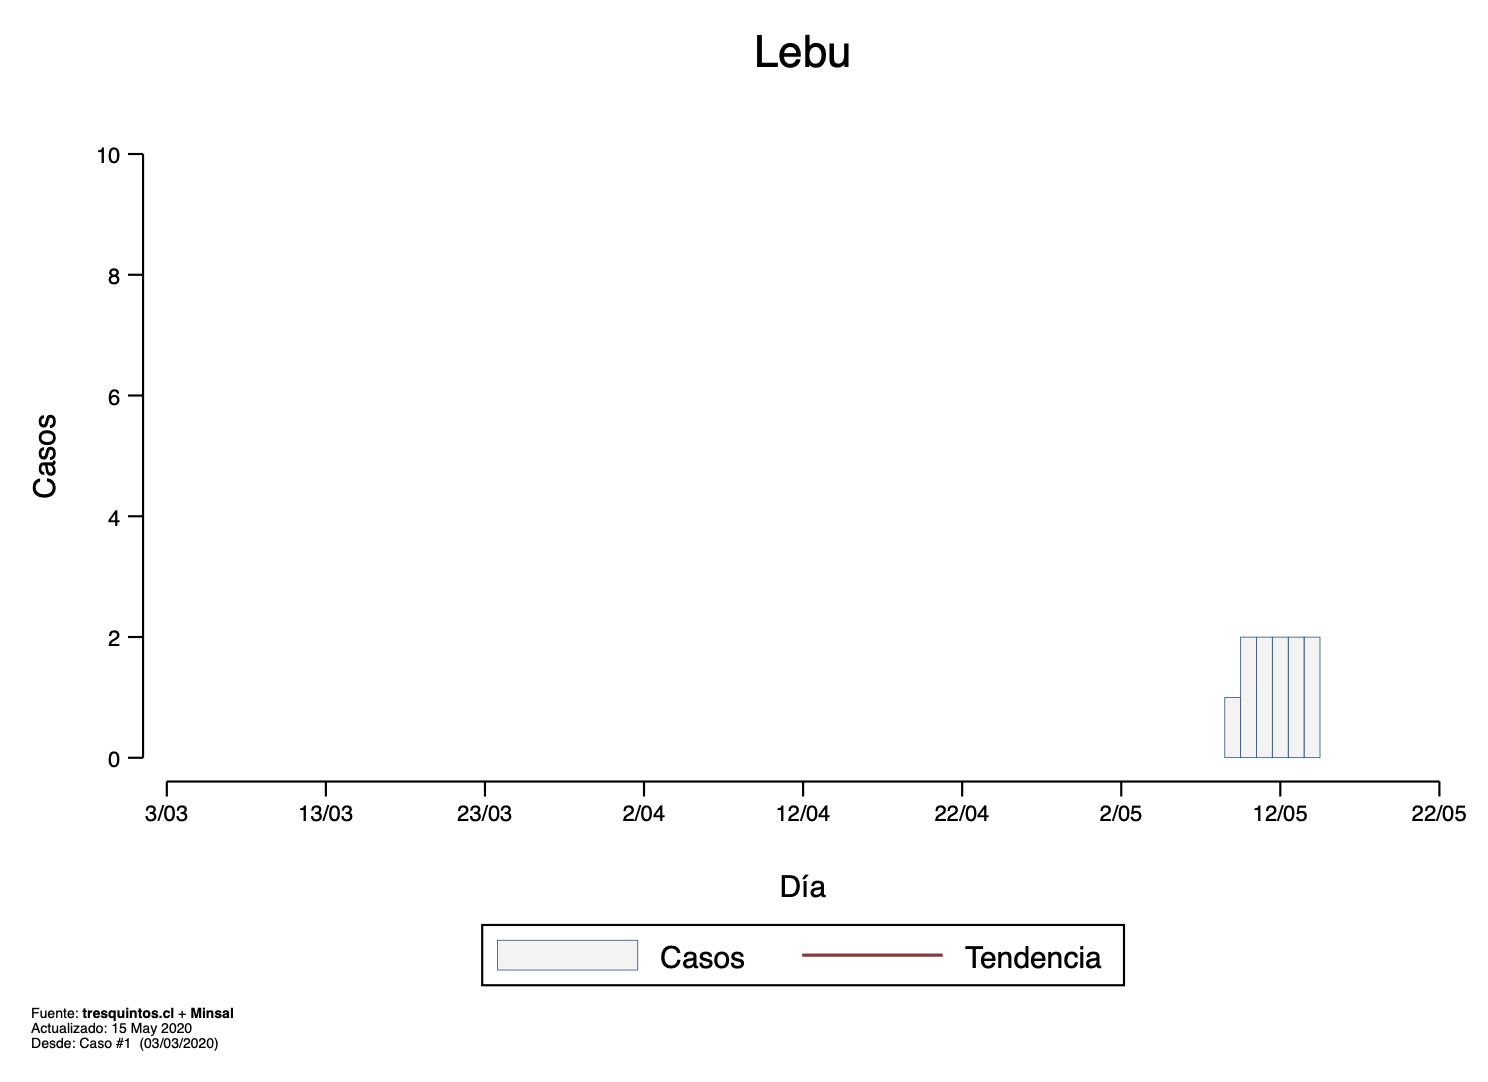 Lebu
Casos
10
8
6
4
2
0
3/03 13/03 23/03 2/04 12/04 22/04 2/05 12/05 22/05
Día
Casos Tendencia
Fuente: tresquintos.cl + Minsal
Actualizado: 15 May 2020
Desde: Caso #1 (03/03/2020)